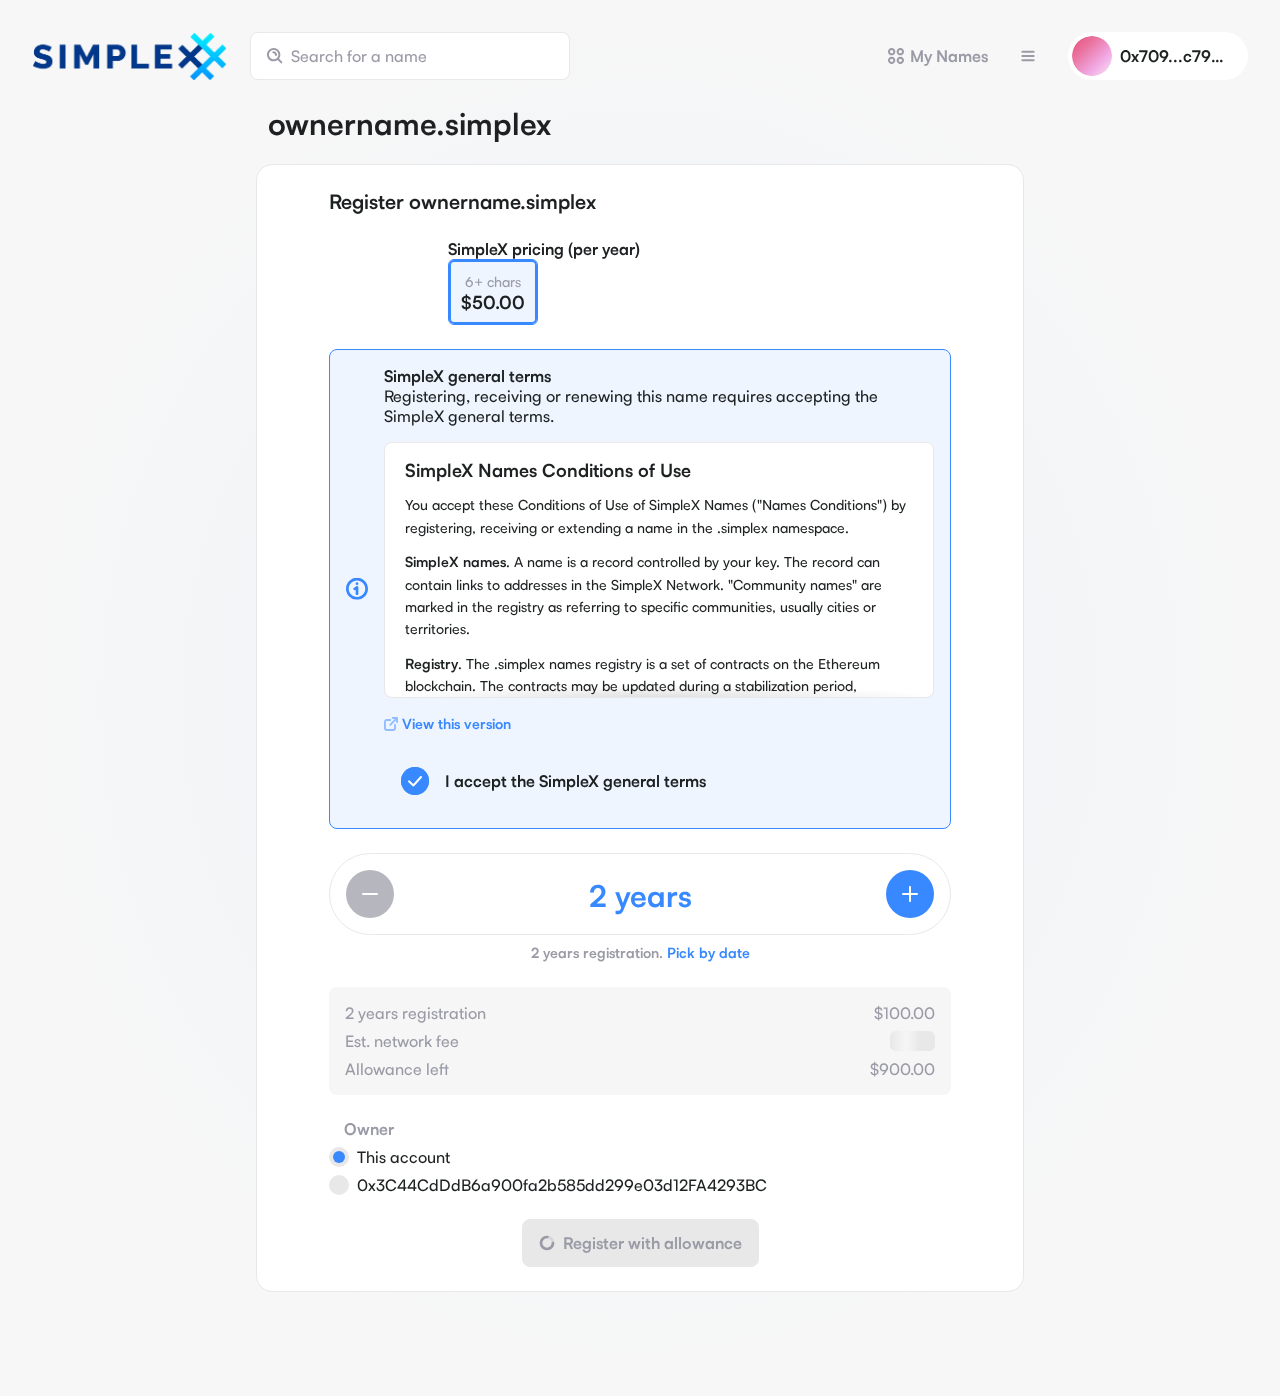 SIMPLEX
Search for a name
My Names
0x709...c79...
ownername.simplex
Register ownername.simplex
SimpleX pricing (per year)
6+ chars
$50.00
SimpleX general terms
Registering, receiving or renewing this name requires accepting the
SimpleX general terms.
SimpleX Names Conditions of Use
You accept these Conditions of Use of SimpleX Names ("Names Conditions") by
registering, receiving or extending a name in the .simplex namespace.
SimpleX names. A name is a record controlled by your key. The record can
contain links to addresses in the SimpleX Network. "Community names" are
marked in the registry as referring to specific communities, usually cities or
territories.
Registry. The .simplex names registry is a set of contracts on the Ethereum
blockchain. The contracts may be updated during a stabilization period,
View this version
I accept the SimpleX general terms
2 years
2 years registration. Pick by date
2 years registration $100.00
Est. network fee
Allowance left $900.00
Owner
This account
0x3C44CdDdB6a900fa2b585dd299e03d12FA4293BC
Register with allowance